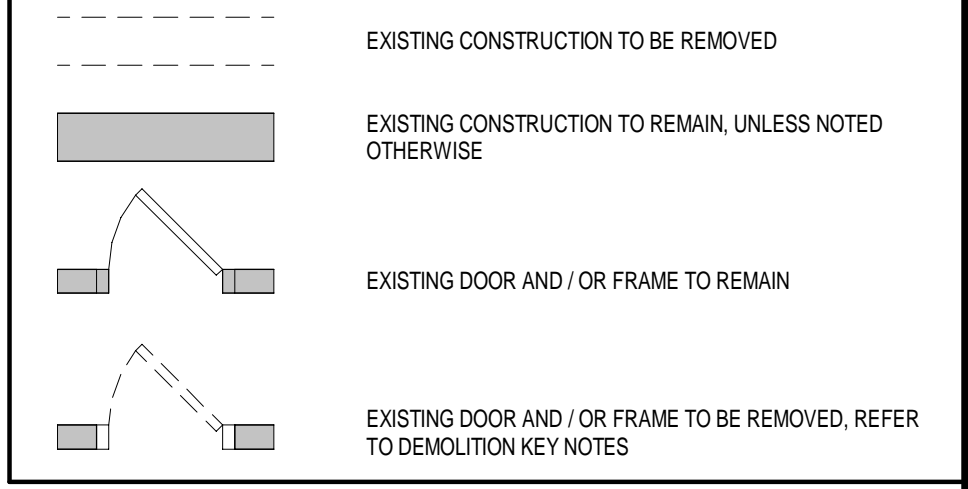 EXISTING CONSTRUCTION TO BE REMOVED
EXISTING CONSTRUCTION TO REMAIN, UNLESS NOTED
OTHERWISE
EXISTING DOOR AND / OR FRAME TO REMAIN
EXISTING DOOR AND / OR FRAME TO BE REMOVED, REFER
TO DEMOLITION KEY NOTES